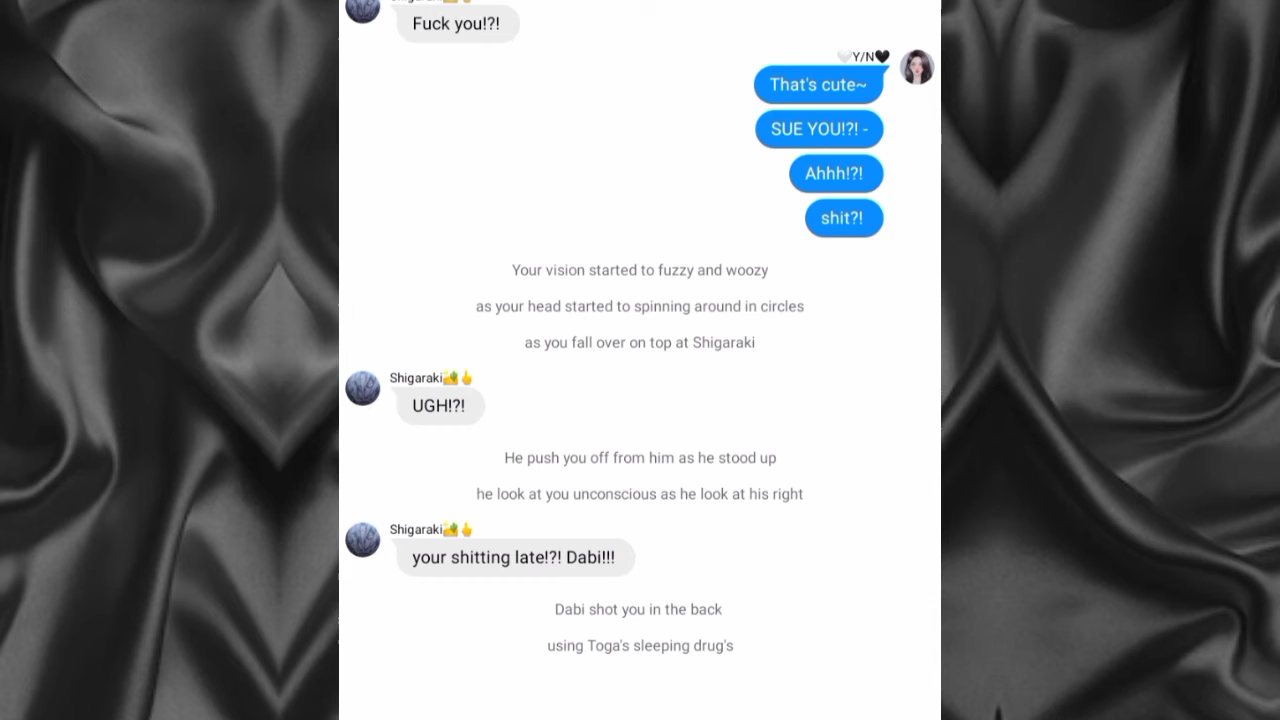 Fuck you!?!
🤍Y/N🖤
That's cute~
SUE YOU!?! -
Ahhh!?!
shit?!
Your vision started to fuzzy and woozy
as your head started to spinning around in circles
as you fall over on top at Shigaraki
Shigaraki🖕
UGH!?!
He push you off from him as he stood up
he look at you unconscious as he look at his right
Shigaraki🖕
your shitting late!?! Dabi!!!
Dabi shot you in the back
using Toga's sleeping drug's